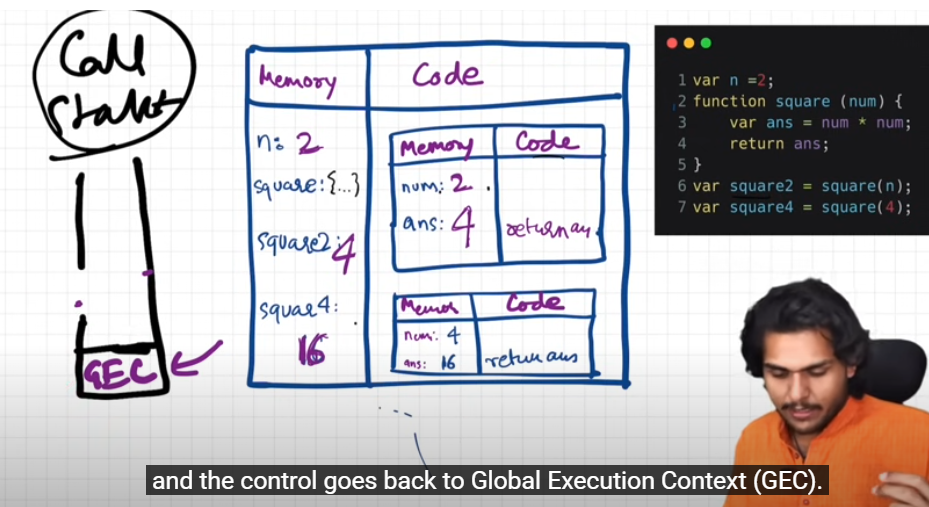 Call
Stack
GEC
Memory
Code
n: 2
square: {...}
square2: 4
squar4:
16
Memory
Code
num: 2
ans: 4
return an
Memor
Code
num: 4
ans: 16
return ans
1 var n =2;
2 function square (num) {
3 var ans = num * num;
4 return ans;
5 }
6 var square2 = square(n);
7 var square4 = square(4);
and the control goes back to Global Execution Context (GEC).